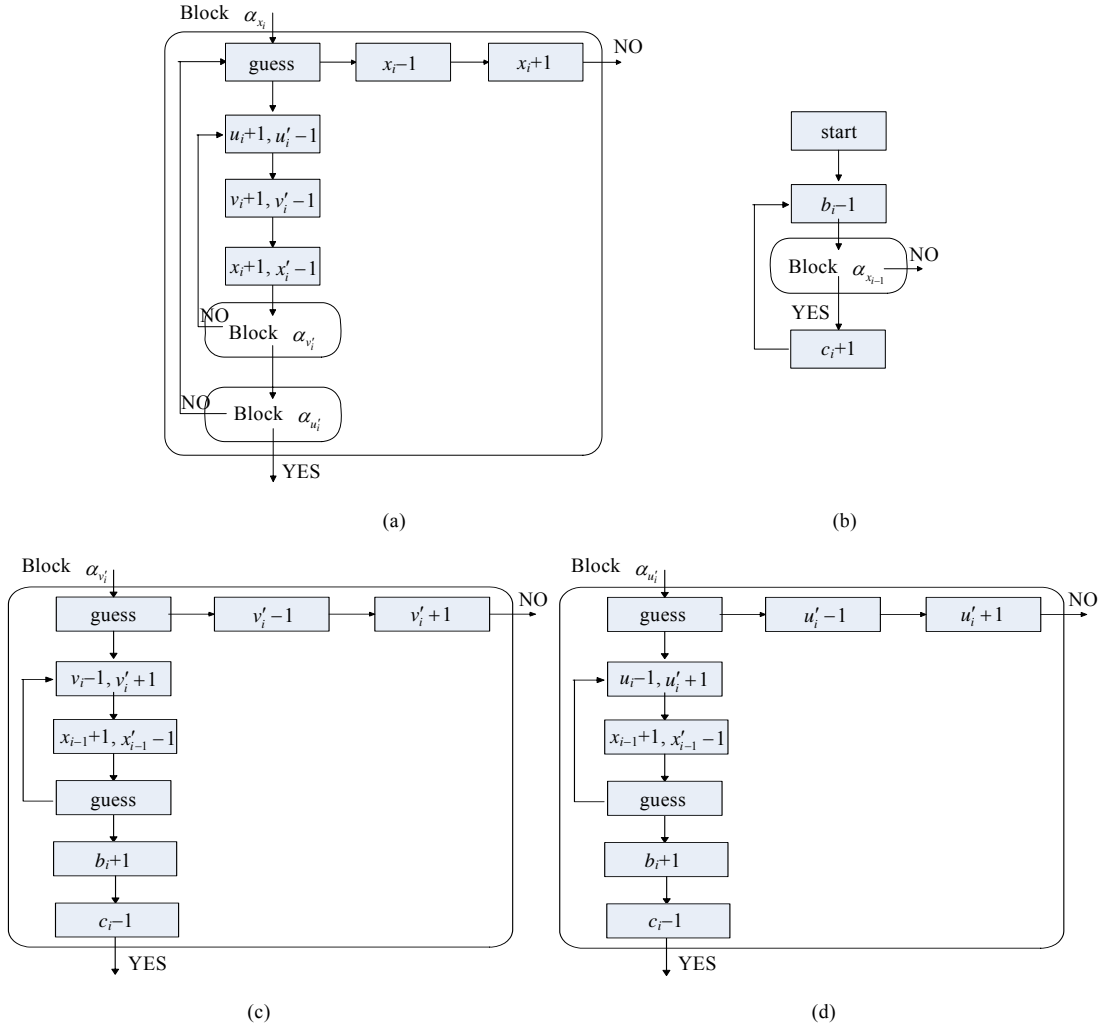 Block α_{x_i}
guess
x_i−1
x_i+1
NO
u_i+1, u′_i−1
v_i+1, v′_i−1
x_i+1, x′_i−1
NO
Block α_{v′_i}
NO
Block α_{u′_i}
YES
(a)
start
b_i−1
Block α_{x_{i−1}}
NO
YES
c_i+1
(b)
Block α_{v′_i}
guess
v′_i−1
v′_i+1
NO
v_i−1, v′_i+1
x_{i−1}+1, x′_{i−1}−1
guess
b_i+1
c_i−1
YES
(c)
Block α_{u′_i}
guess
u′_i−1
u′_i+1
NO
u_i−1, u′_i+1
x_{i−1}+1, x′_{i−1}−1
guess
b_i+1
c_i−1
YES
(d)